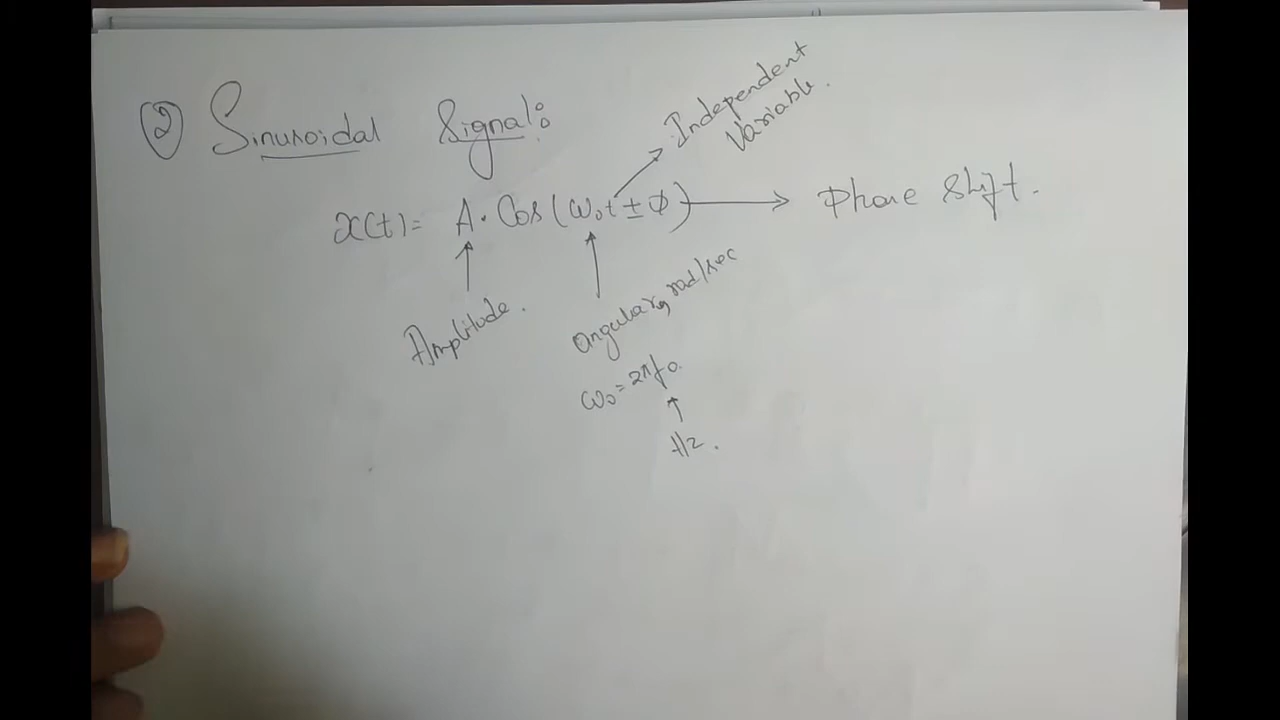 ② Sinusoidal Signal:
Independent
Variable.
x(t) = A. Cos(ω₀t ± φ)
Phase Shift.
Amplitude.
angular, rad/sec
ω₀ = 2πf₀.
Hz.